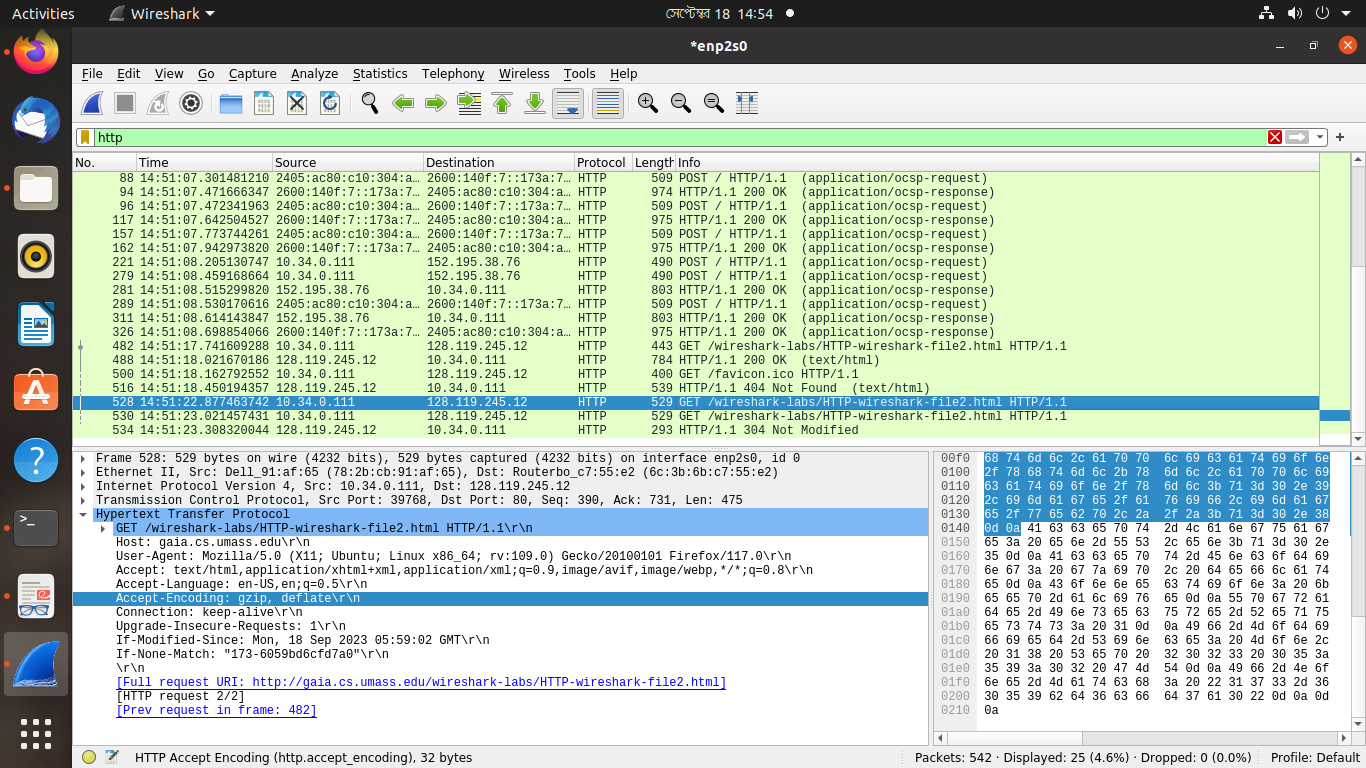 Activities Wireshark সেপ্টেম্বর 18 14:54
*enp2s0
File Edit View Go Capture Analyze Statistics Telephony Wireless Tools Help
http
No. Time Source Destination Protocol Length Info
88 14:51:07.301481210 2405:ac80:c10:304:a… 2600:140f:7::173a:7… HTTP 509 POST / HTTP/1.1 (application/ocsp-request)
94 14:51:07.471666347 2600:140f:7::173a:7… 2405:ac80:c10:304:a… HTTP 974 HTTP/1.1 200 OK (application/ocsp-response)
96 14:51:07.472341963 2405:ac80:c10:304:a… 2600:140f:7::173a:7… HTTP 509 POST / HTTP/1.1 (application/ocsp-request)
117 14:51:07.642504527 2600:140f:7::173a:7… 2405:ac80:c10:304:a… HTTP 975 HTTP/1.1 200 OK (application/ocsp-response)
157 14:51:07.773744261 2405:ac80:c10:304:a… 2600:140f:7::173a:7… HTTP 509 POST / HTTP/1.1 (application/ocsp-request)
162 14:51:07.942973820 2600:140f:7::173a:7… 2405:ac80:c10:304:a… HTTP 975 HTTP/1.1 200 OK (application/ocsp-response)
221 14:51:08.205130747 10.34.0.111 152.195.38.76 HTTP 490 POST / HTTP/1.1 (application/ocsp-request)
279 14:51:08.459168664 10.34.0.111 152.195.38.76 HTTP 490 POST / HTTP/1.1 (application/ocsp-request)
281 14:51:08.515299820 152.195.38.76 10.34.0.111 HTTP 803 HTTP/1.1 200 OK (application/ocsp-response)
289 14:51:08.530170616 2405:ac80:c10:304:a… 2600:140f:7::173a:7… HTTP 509 POST / HTTP/1.1 (application/ocsp-request)
311 14:51:08.614143847 152.195.38.76 10.34.0.111 HTTP 803 HTTP/1.1 200 OK (application/ocsp-response)
326 14:51:08.698854066 2600:140f:7::173a:7… 2405:ac80:c10:304:a… HTTP 975 HTTP/1.1 200 OK (application/ocsp-response)
482 14:51:17.741609288 10.34.0.111 128.119.245.12 HTTP 443 GET /wireshark-labs/HTTP-wireshark-file2.html HTTP/1.1
488 14:51:18.021670186 128.119.245.12 10.34.0.111 HTTP 784 HTTP/1.1 200 OK (text/html)
500 14:51:18.162792552 10.34.0.111 128.119.245.12 HTTP 400 GET /favicon.ico HTTP/1.1
516 14:51:18.450194357 128.119.245.12 10.34.0.111 HTTP 539 HTTP/1.1 404 Not Found (text/html)
528 14:51:22.877463742 10.34.0.111 128.119.245.12 HTTP 529 GET /wireshark-labs/HTTP-wireshark-file2.html HTTP/1.1
530 14:51:23.021457431 10.34.0.111 128.119.245.12 HTTP 529 GET /wireshark-labs/HTTP-wireshark-file2.html HTTP/1.1
534 14:51:23.308320044 128.119.245.12 10.34.0.111 HTTP 293 HTTP/1.1 304 Not Modified
Frame 528: 529 bytes on wire (4232 bits), 529 bytes captured (4232 bits) on interface enp2s0, id 0
Ethernet II, Src: Dell_91:af:65 (78:2b:cb:91:af:65), Dst: Routerbo_c7:55:e2 (6c:3b:6b:c7:55:e2)
Internet Protocol Version 4, Src: 10.34.0.111, Dst: 128.119.245.12
Transmission Control Protocol, Src Port: 39768, Dst Port: 80, Seq: 390, Ack: 731, Len: 475
Hypertext Transfer Protocol
GET /wireshark-labs/HTTP-wireshark-file2.html HTTP/1.1\r\n
Host: gaia.cs.umass.edu\r\n
User-Agent: Mozilla/5.0 (X11; Ubuntu; Linux x86_64; rv:109.0) Gecko/20100101 Firefox/117.0\r\n
Accept: text/html,application/xhtml+xml,application/xml;q=0.9,image/avif,image/webp,*/*;q=0.8\r\n
Accept-Language: en-US,en;q=0.5\r\n
Accept-Encoding: gzip, deflate\r\n
Connection: keep-alive\r\n
Upgrade-Insecure-Requests: 1\r\n
If-Modified-Since: Mon, 18 Sep 2023 05:59:02 GMT\r\n
If-None-Match: "173-6059bd6cfd7a0"\r\n
\r\n
[Full request URI: http://gaia.cs.umass.edu/wireshark-labs/HTTP-wireshark-file2.html]
[HTTP request 2/2]
[Prev request in frame: 482]
00f0 68 74 6d 6c 2c 61 70 70 6c 69 63 61 74 69 6f 6e
0100 2f 78 68 74 6d 6c 2b 78 6d 6c 2c 61 70 70 6c 69
0110 63 61 74 69 6f 6e 2f 78 6d 6c 3b 71 3d 30 2e 39
0120 2c 69 6d 61 67 65 2f 61 76 69 66 2c 69 6d 61 67
0130 65 2f 77 65 62 70 2c 2a 2f 2a 3b 71 3d 30 2e 38
0140 0d 0a 41 63 63 65 70 74 2d 4c 61 6e 67 75 61 67
0150 65 3a 20 65 6e 2d 55 53 2c 65 6e 3b 71 3d 30 2e
0160 35 0d 0a 41 63 63 65 70 74 2d 45 6e 63 6f 64 69
0170 6e 67 3a 20 67 7a 69 70 2c 20 64 65 66 6c 61 74
0180 65 0d 0a 43 6f 6e 6e 65 63 74 69 6f 6e 3a 20 6b
0190 65 65 70 2d 61 6c 69 76 65 0d 0a 55 70 67 72 61
01a0 64 65 2d 49 6e 73 65 63 75 72 65 2d 52 65 71 75
01b0 65 73 74 73 3a 20 31 0d 0a 49 66 2d 4d 6f 64 69
01c0 66 69 65 64 2d 53 69 6e 63 65 3a 20 4d 6f 6e 2c
01d0 20 31 38 20 53 65 70 20 32 30 32 33 20 30 35 3a
01e0 35 39 3a 30 32 20 47 4d 54 0d 0a 49 66 2d 4e 6f
01f0 6e 65 2d 4d 61 74 63 68 3a 20 22 31 37 33 2d 36
0200 30 35 39 62 64 36 63 66 64 37 61 30 22 0d 0a 0d
0210 0a
HTTP Accept Encoding (http.accept_encoding), 32 bytes Packets: 542 · Displayed: 25 (4.6%) · Dropped: 0 (0.0%) Profile: Default